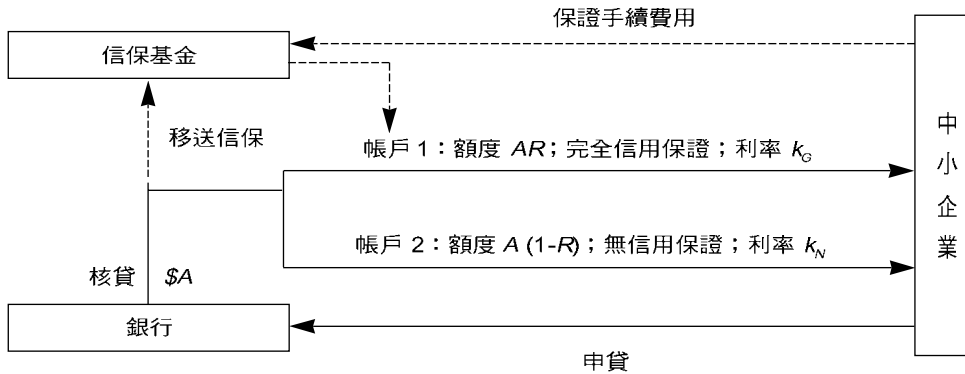 保證手續費用
信保基金
移送信保
帳戶 1：額度 AR；完全信用保證；利率 k_G
帳戶 2：額度 A (1-R)；無信用保證；利率 k_N
中小企業
核貸 $A
銀行
申貸